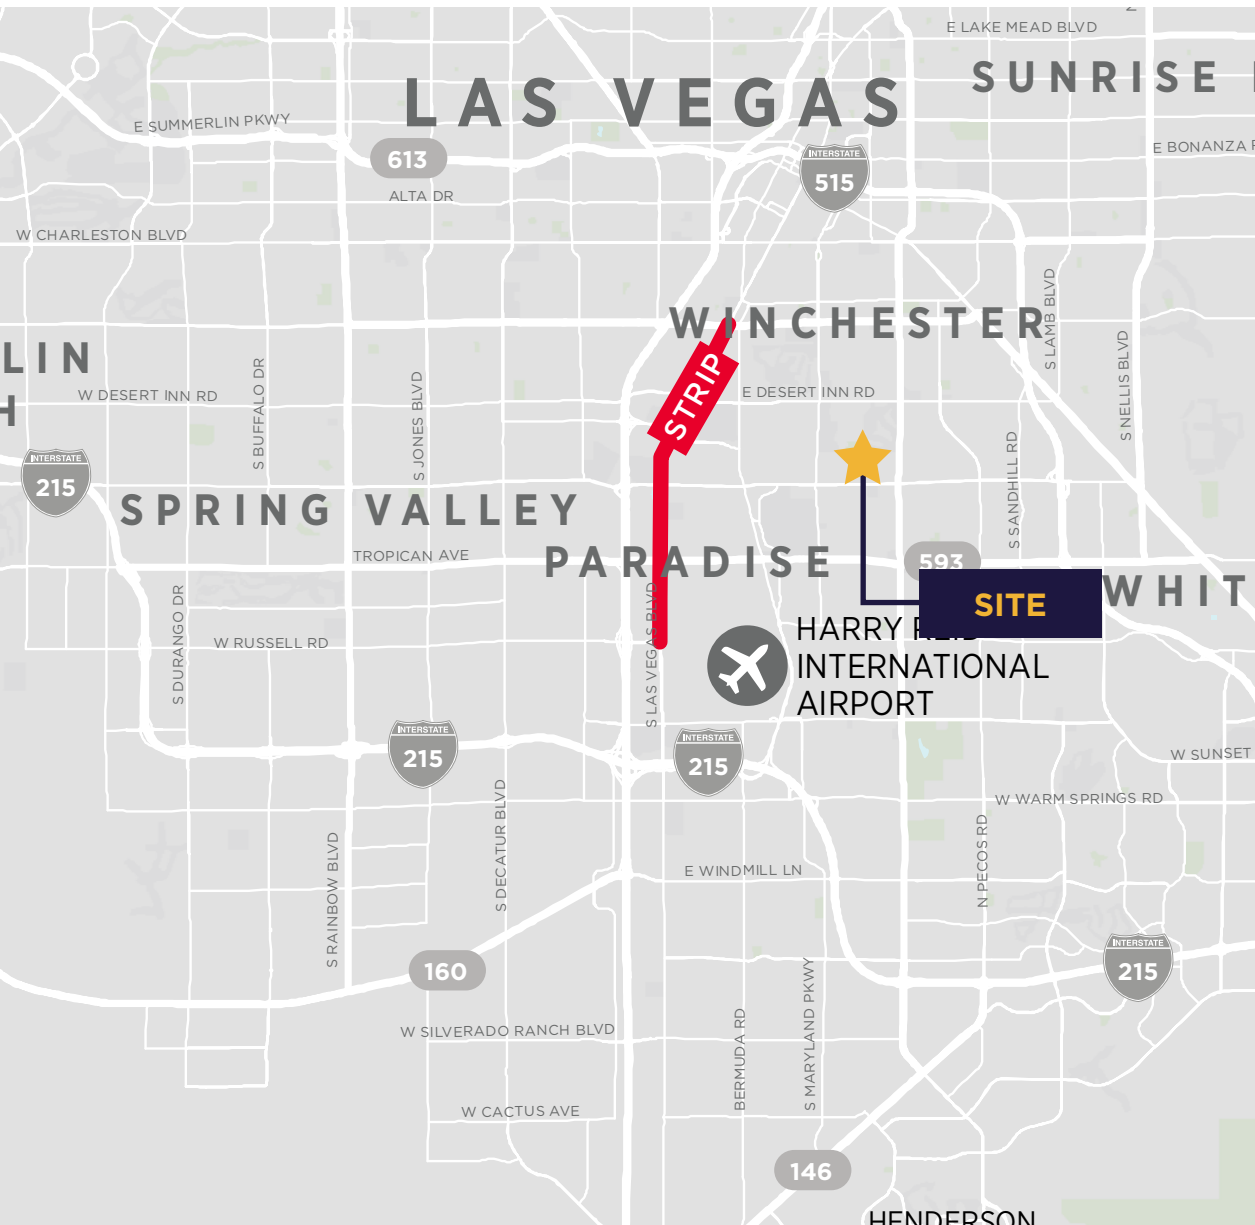 E LAKE MEAD BLVD
SUNRISE
LAS VEGAS
E SUMMERLIN PKWY
613
INTERSTATE
515
E BONANZA
ALTA DR
W CHARLESTON BLVD
S LAMB BLVD
WINCHESTER
LIN
H
W DESERT INN RD
S BUFFALO DR
S JONES BLVD
STRIP
E DESERT INN RD
S NELLIS BLVD
S SANDHILL RD
INTERSTATE
215
SPRING VALLEY
TROPICAN AVE
PARADISE
593
SITE
WHIT
S DURANGO DR
W RUSSELL RD
S LAS VEGAS BLVD
HARRY REID
INTERNATIONAL
AIRPORT
INTERSTATE
215
INTERSTATE
215
W SUNSET
W WARM SPRINGS RD
S DECATUR BLVD
S RAINBOW BLVD
E WINDMILL LN
N PECOS RD
INTERSTATE
215
160
S MARYLAND PKWY
BERMUDA RD
W SILVERADO RANCH BLVD
W CACTUS AVE
146
HENDERSON